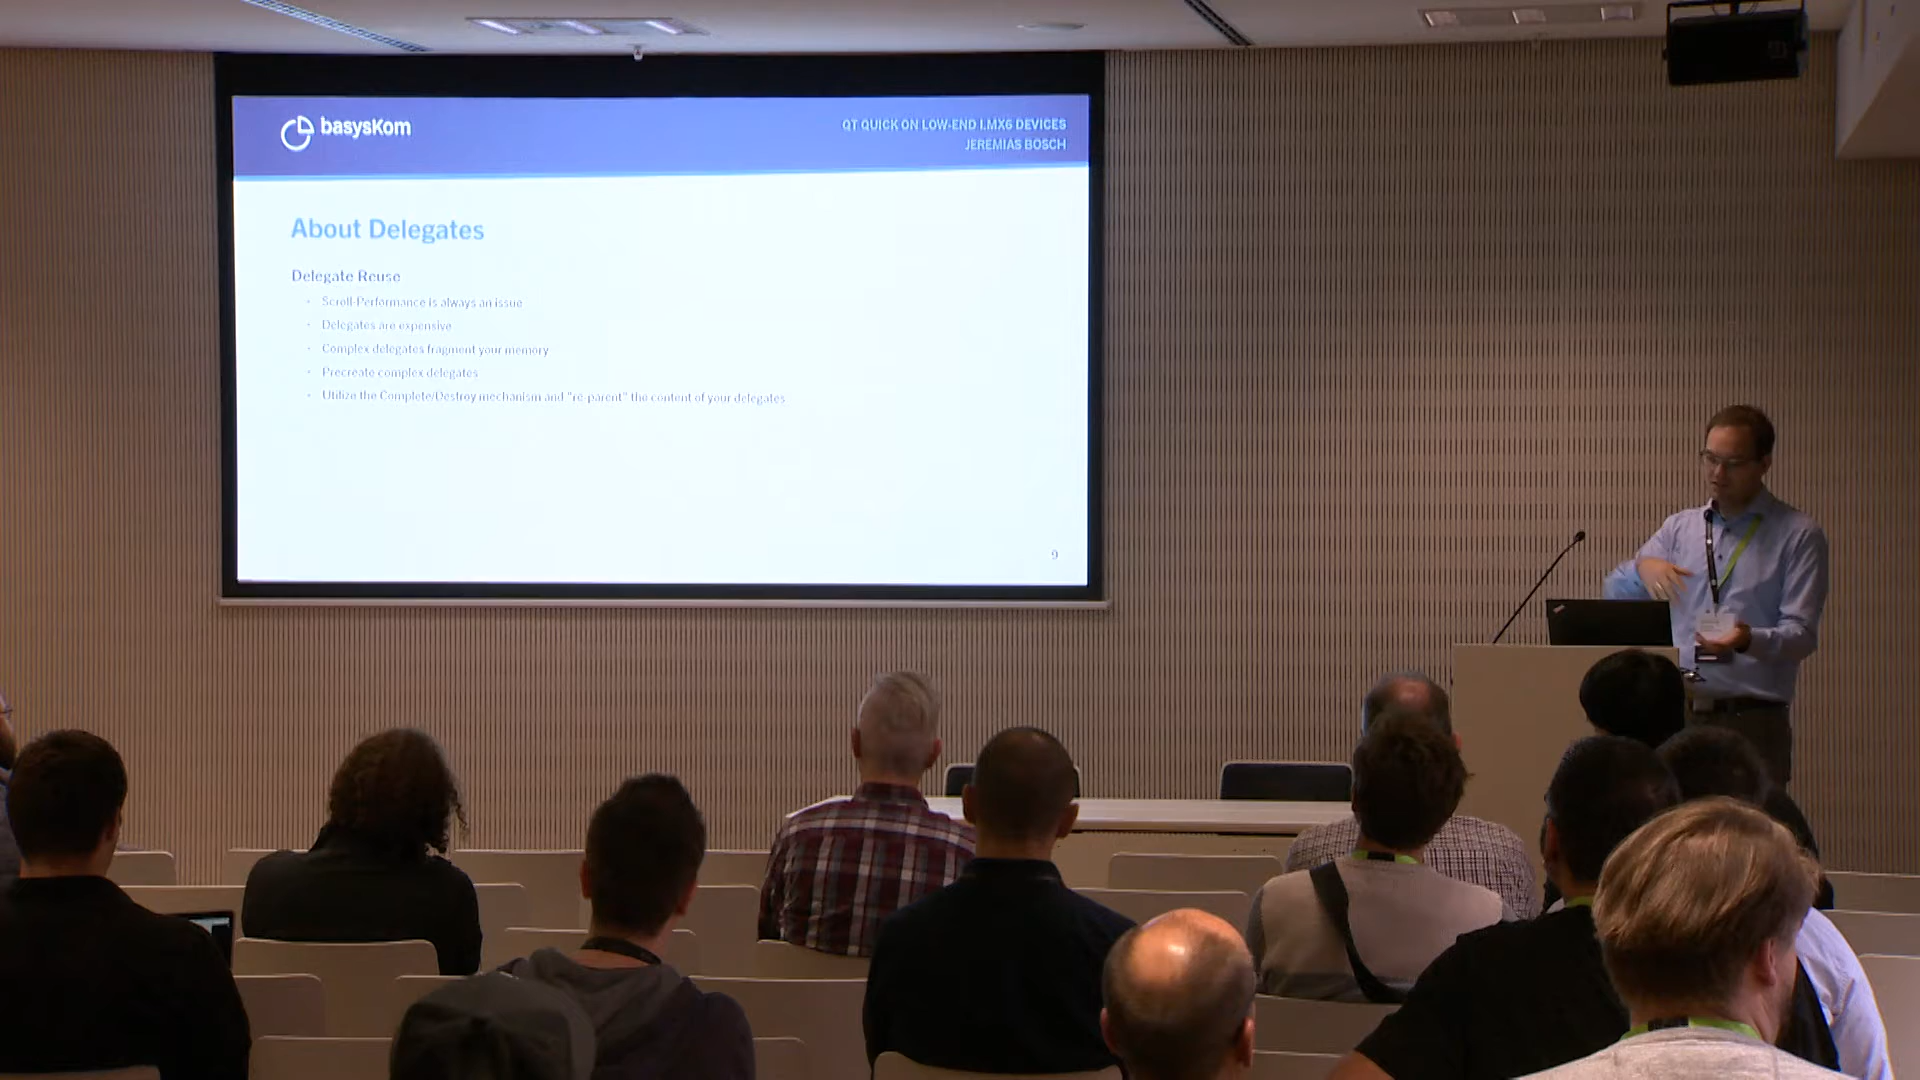 basysKom
QT QUICK ON LOW-END I.MX6 DEVICES
JEREMIAS BOSCH
About Delegates
Delegate Reuse
• Scroll-Performance is always an issue
• Delegates are expensive
• Complex delegates fragment your memory
• Precreate complex delegates
• Utilize the Complete/Destroy mechanism and "re-parent" the content of your delegates
9